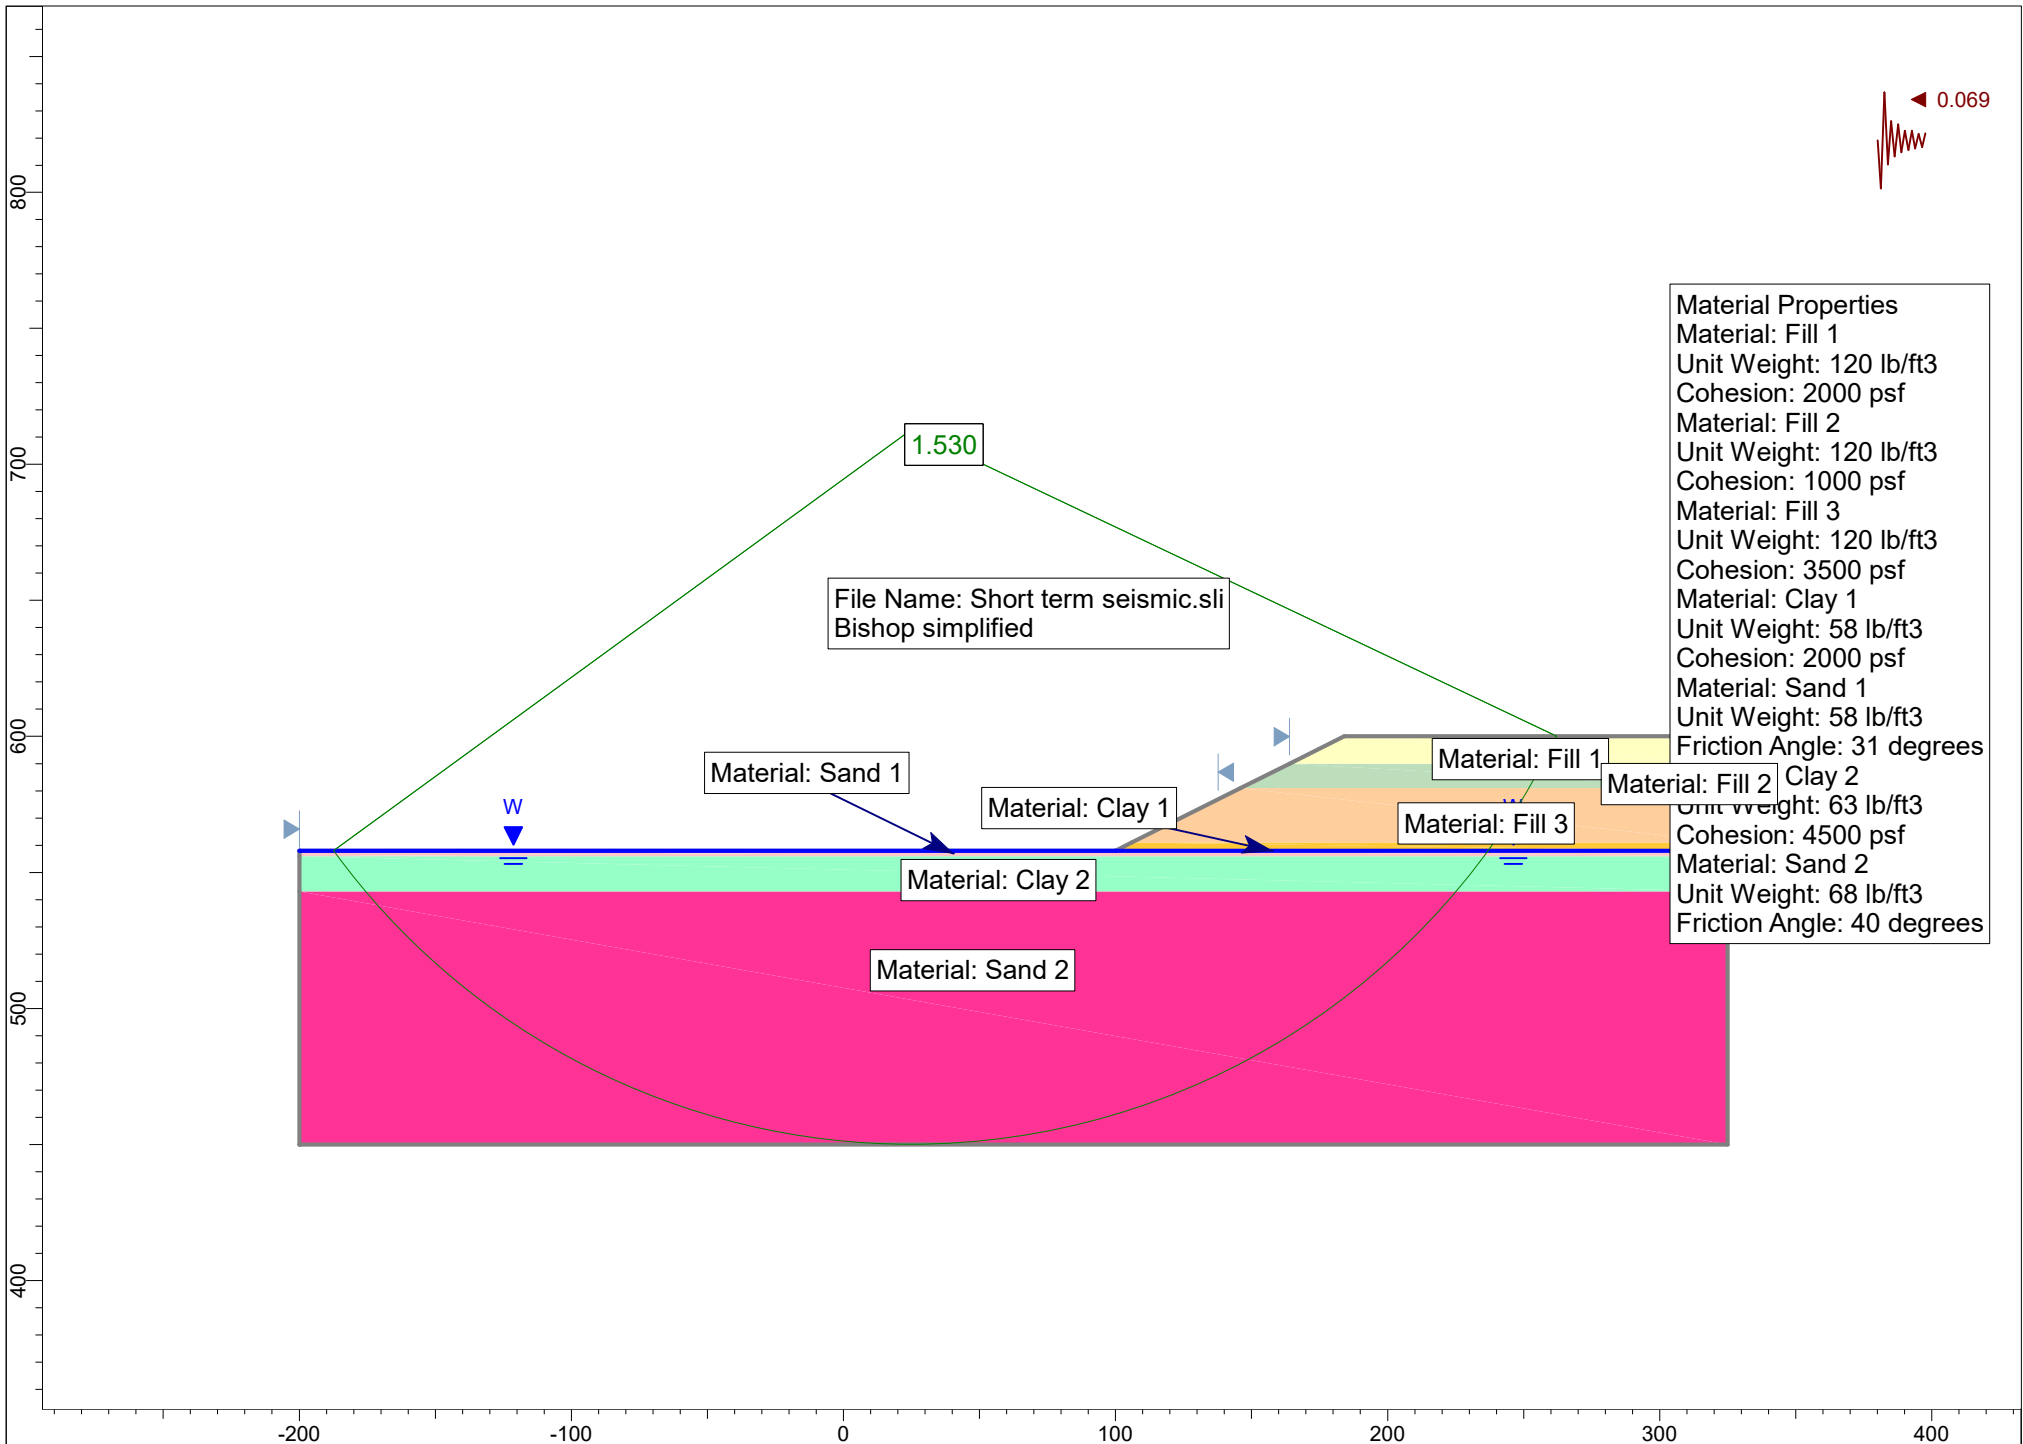 0.069
800
700
600
500
400
1.530
File Name: Short term seismic.sli
Bishop simplified
Material Properties
Material: Fill 1
Unit Weight: 120 lb/ft3
Cohesion: 2000 psf
Material: Fill 2
Unit Weight: 120 lb/ft3
Cohesion: 1000 psf
Material: Fill 3
Unit Weight: 120 lb/ft3
Cohesion: 3500 psf
Material: Clay 1
Unit Weight: 58 lb/ft3
Cohesion: 2000 psf
Material: Sand 1
Unit Weight: 58 lb/ft3
Friction Angle: 31 degrees
Clay 2
Unit Weight: 63 lb/ft3
Cohesion: 4500 psf
Material: Sand 2
Unit Weight: 68 lb/ft3
Friction Angle: 40 degrees
Material: Sand 1
Material: Clay 1
Material: Fill 1
Material: Fill 2
Material: Fill 3
W
W
Material: Clay 2
Material: Sand 2
-200
-100
0
100
200
300
400